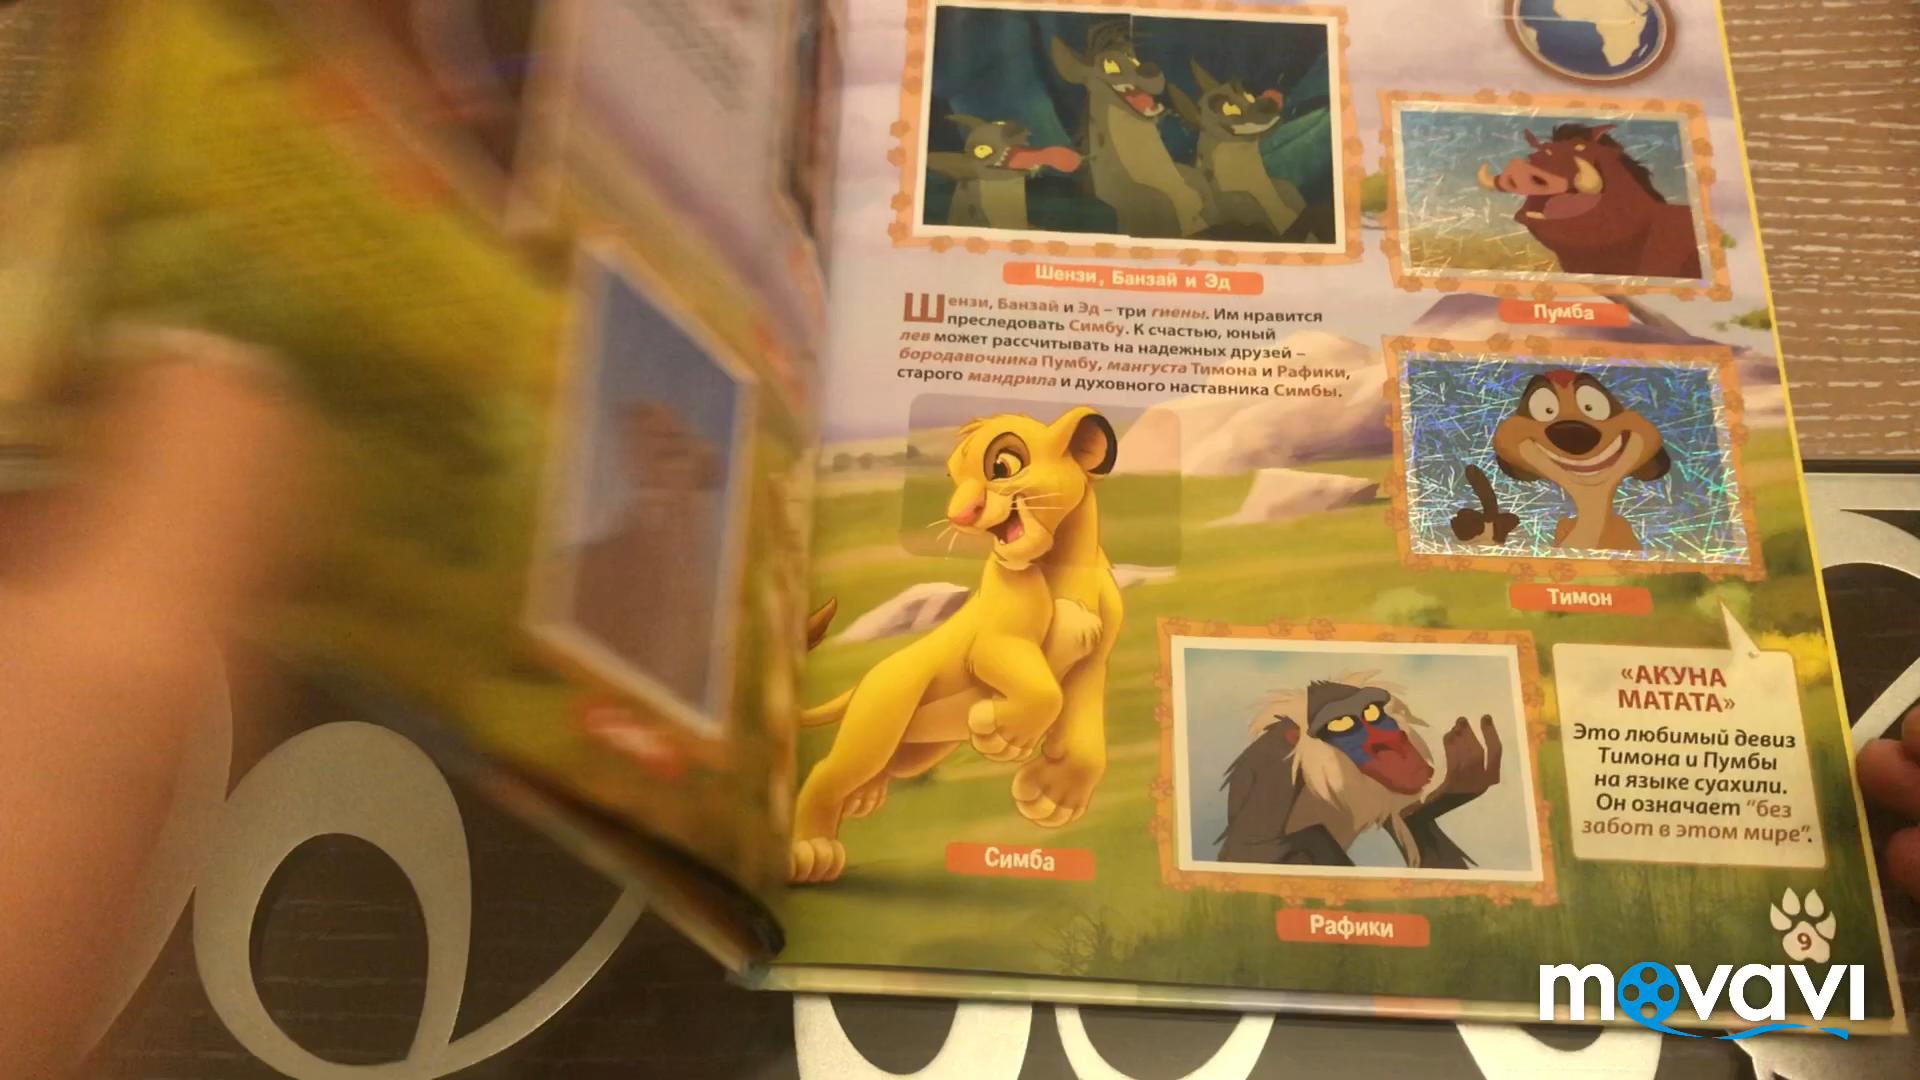 Шензи, Банзай и Эд
Шензи, Банзай и Эд – три гиены. Им нравится
преследовать Симбу. К счастью, юный
лев может рассчитывать на надежных друзей –
бородавочника Пумбу, мангуста Тимона и Рафики,
старого мандрила и духовного наставника Симбы.
Пумба
Тимон
«АКУНА
МАТАТА»
Это любимый девиз
Тимона и Пумбы
на языке суахили.
Он означает “без
забот в этом мире”.
Симба
Рафики
9
movavi